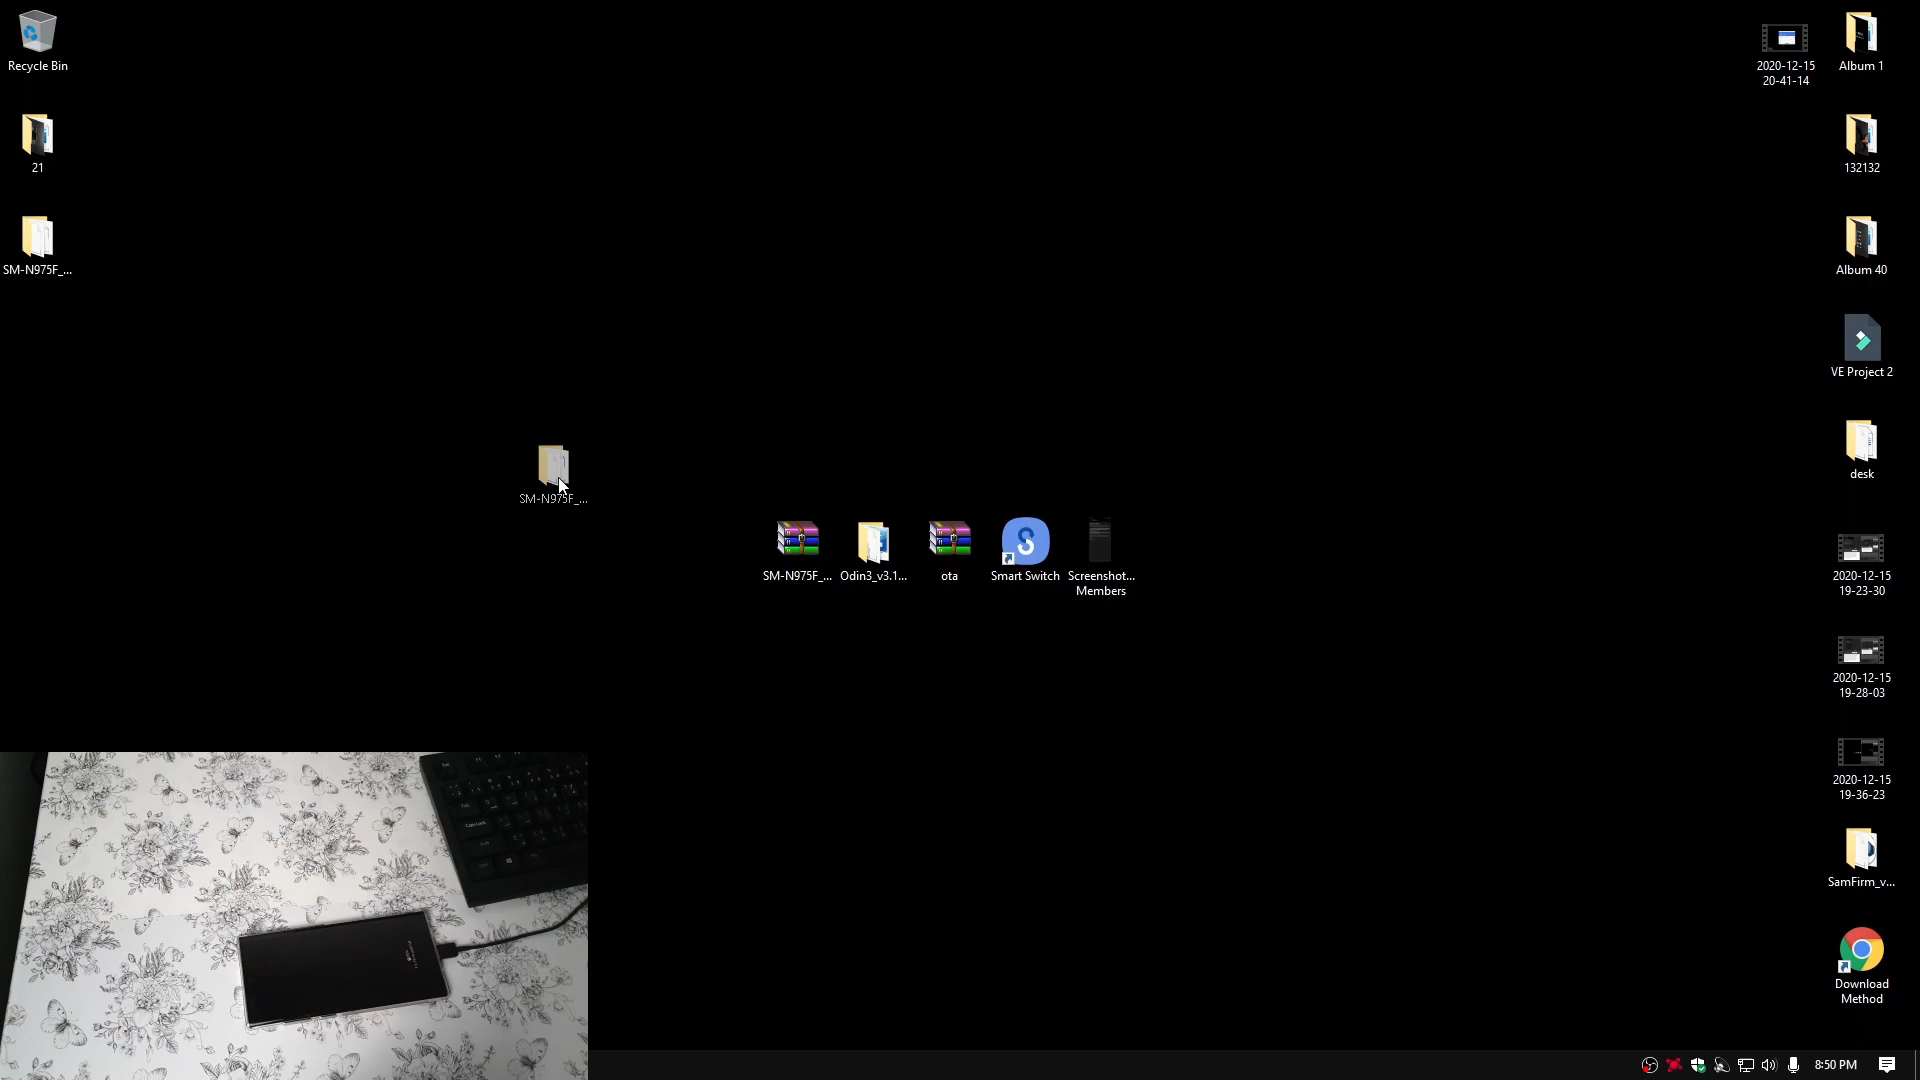 Recycle Bin
21
SM-N975F_...
SM-N975F_...
SM-N975F_...
Odin3_v3.1...
ota
Smart Switch
Screenshot...
Members
2020-12-15
20-41-14
Album 1
132132
Album 40
VE Project 2
desk
2020-12-15
19-23-30
2020-12-15
19-28-03
2020-12-15
19-36-23
SamFirm_v...
Download
Method
8:50 PM